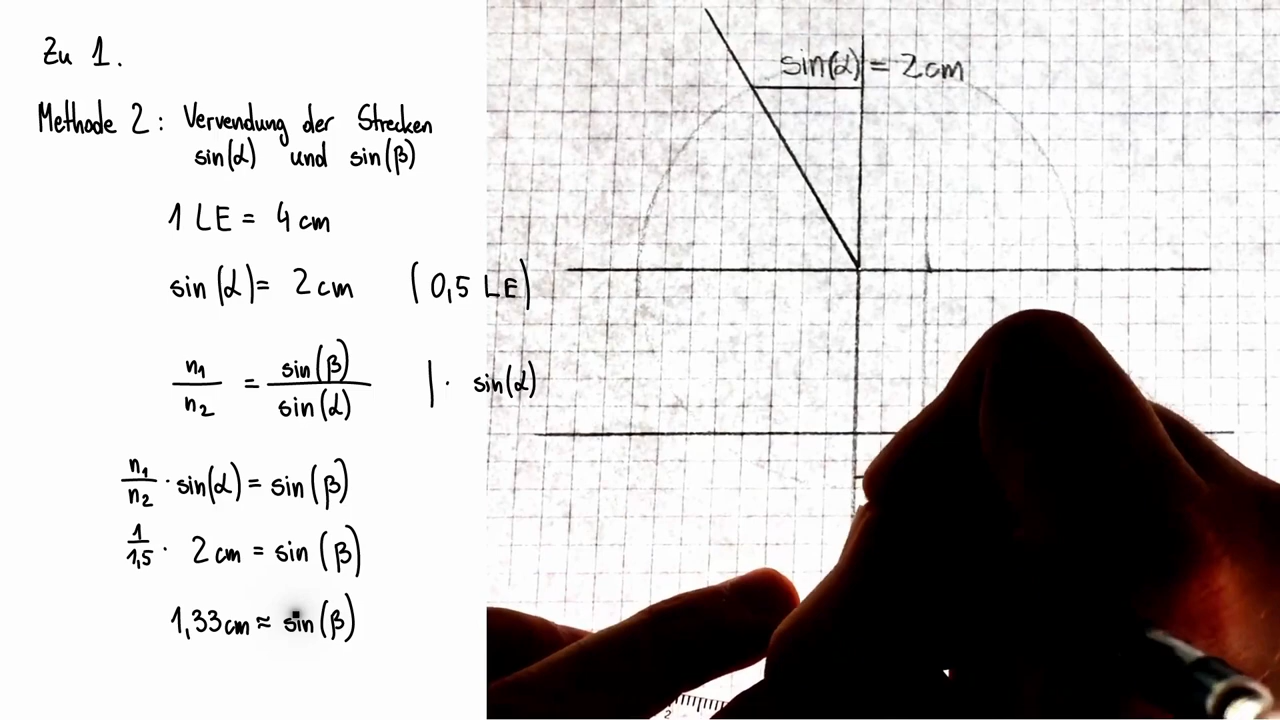 Zu 1.
Methode 2: Vervendung der Strecken
sin(α) und sin(β)
1 LE = 4 cm
sin(α) = 2 cm (0,5 LE)
n₁/n₂ = sin(β)/sin(α) | · sin(α)
n₁/n₂ · sin(α) = sin(β)
1/1,5 · 2 cm = sin(β)
1,33 cm ≈ sin(β)
sin(α) = 2 cm
2